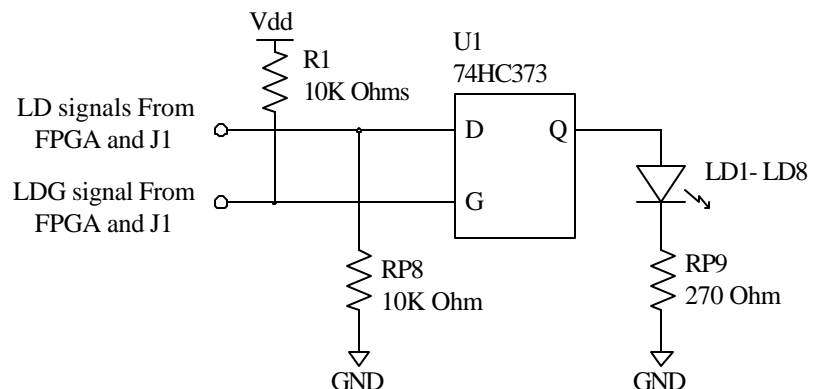 Vdd
R1
10K Ohms
U1
74HC373
LD signals From
FPGA and J1
D
Q
LD1- LD8
LDG signal From
FPGA and J1
G
RP8
10K Ohm
RP9
270 Ohm
GND
GND